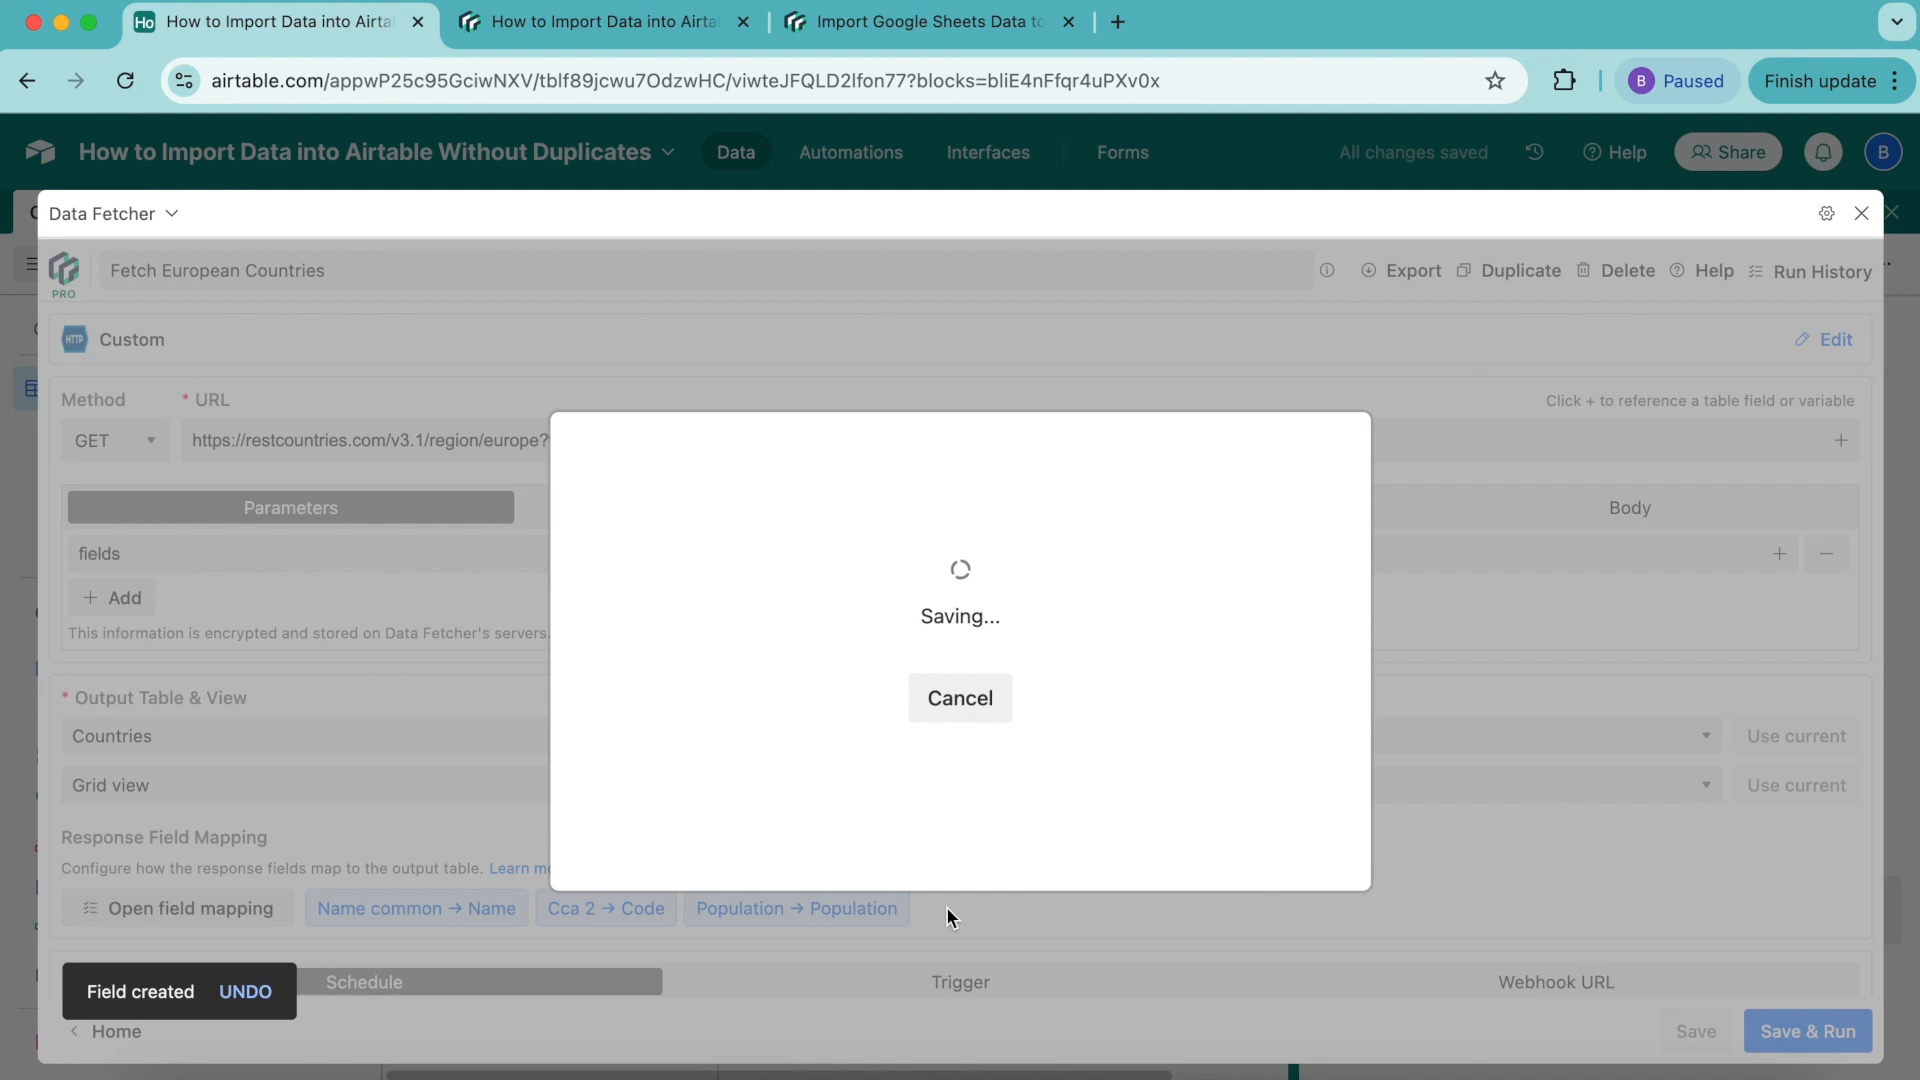 Ho How to Import Data into Airta
How to Import Data into Airta
Import Google Sheets Data to
airtable.com/appwP25c95GciwNXV/tblf89jcwu7OdzwHC/viwteJFQLD2lfon77?blocks=bliE4nFfqr4uPXv0x
B Paused
Finish update
How to Import Data into Airtable Without Duplicates
Data
Automations
Interfaces
Forms
All changes saved
Help
Share
B
Data Fetcher
PRO
Fetch European Countries
Export
Duplicate
Delete
Help
Run History
HTTP
Custom
Edit
Method
* URL
Click + to reference a table field or variable
GET
https://restcountries.com/v3.1/region/europe?
Parameters
Body
fields
+ Add
This information is encrypted and stored on Data Fetcher's servers.
Saving...
Cancel
* Output Table & View
Countries
Use current
Grid view
Use current
Response Field Mapping
Configure how the response fields map to the output table. Learn
Open field mapping
Name common → Name
Cca 2 → Code
Population → Population
Schedule
Trigger
Webhook URL
Field created UNDO
Home
Save
Save & Run